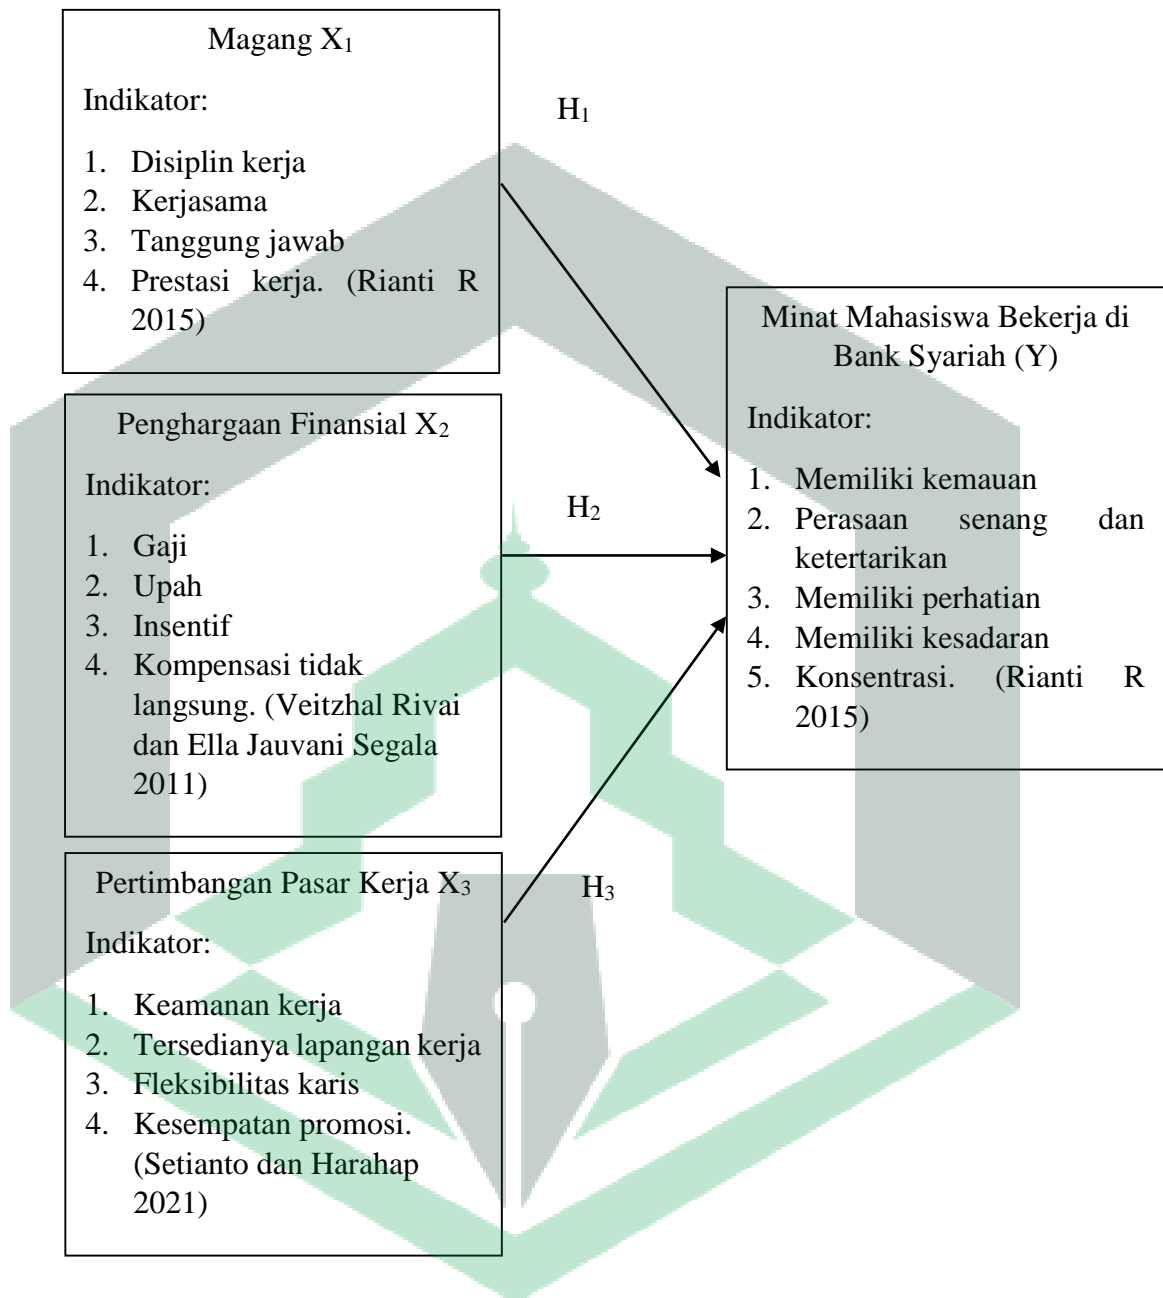 Magang X₁
Indikator:
1. Disiplin kerja
2. Kerjasama
3. Tanggung jawab
4. Prestasi kerja. (Rianti R
2015)
H₁
Penghargaan Finansial X₂
Indikator:
1. Gaji
2. Upah
3. Insentif
4. Kompensasi tidak
langsung. (Veitzhal Rivai
dan Ella Jauvani Segala
2011)
H₂
Pertimbangan Pasar Kerja X₃
Indikator:
1. Keamanan kerja
2. Tersedianya lapangan kerja
3. Fleksibilitas karis
4. Kesempatan promosi.
(Setianto dan Harahap
2021)
H₃
Minat Mahasiswa Bekerja di
Bank Syariah (Y)
Indikator:
1. Memiliki kemauan
2. Perasaan senang dan
ketertarikan
3. Memiliki perhatian
4. Memiliki kesadaran
5. Konsentrasi. (Rianti R
2015)